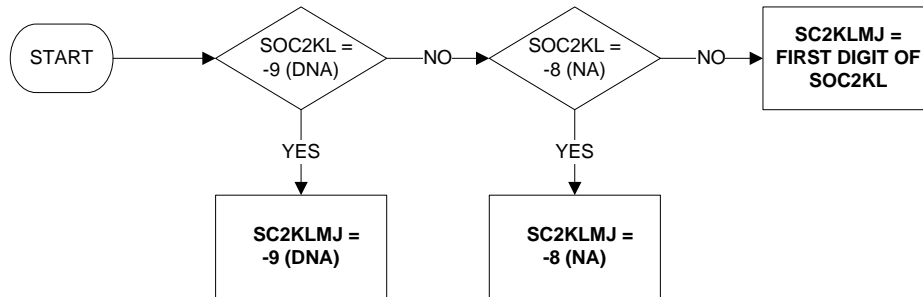 START
SOC2KL =
-9 (DNA)
NO
SOC2KL =
-8 (NA)
NO
SC2KLMJ =
FIRST DIGIT OF
SOC2KL
YES
YES
SC2KLMJ =
-9 (DNA)
SC2KLMJ =
-8 (NA)